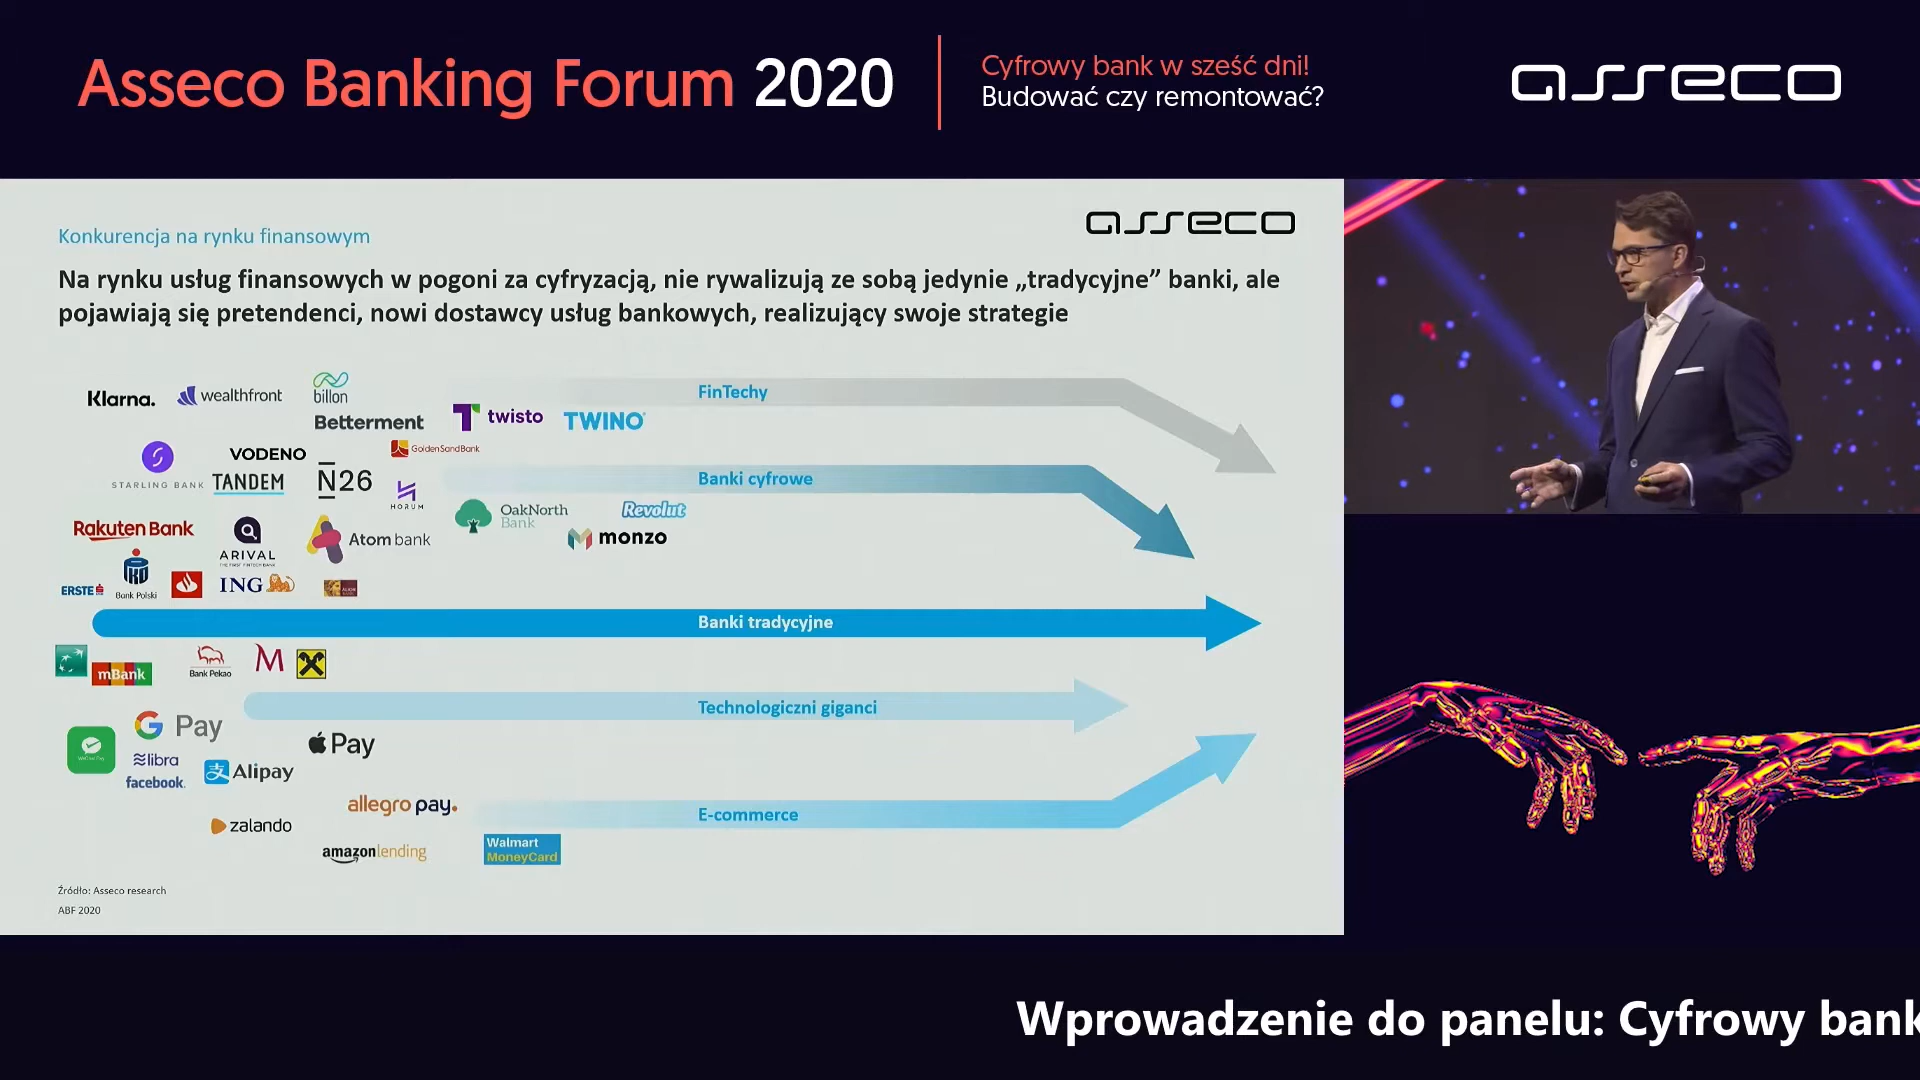 Asseco Banking Forum 2020
Cyfrowy bank w sześć dni!
Budować czy remontować?
asseco
asseco
Konkurencja na rynku finansowym
Na rynku usług finansowych w pogoni za cyfryzacją, nie rywalizują ze sobą jedynie „tradycyjne” banki, ale
pojawiają się pretendenci, nowi dostawcy usług bankowych, realizujący swoje strategie
Klarna.
wealthfront
billon
Betterment
twisto
TWINO
FinTechy
STARLING BANK
VODENO
TANDEM
N26
GoldenSandBank
HORUM
Banki cyfrowe
OakNorth
Bank
Revolut
monzo
Rakuten Bank
ARIVAL
THE FIRST FINTECH BANK
Atom bank
ERSTE
Bank Polski
ING
Banki tradycyjne
mBank
Bank Pekao
M
Technologiczni giganci
G Pay
Pay
libra
facebook.
Alipay
allegro pay.
E-commerce
zalando
amazonlending
Walmart
MoneyCard
Źródło: Asseco research
ABF 2020
Wprowadzenie do panelu: Cyfrowy bank